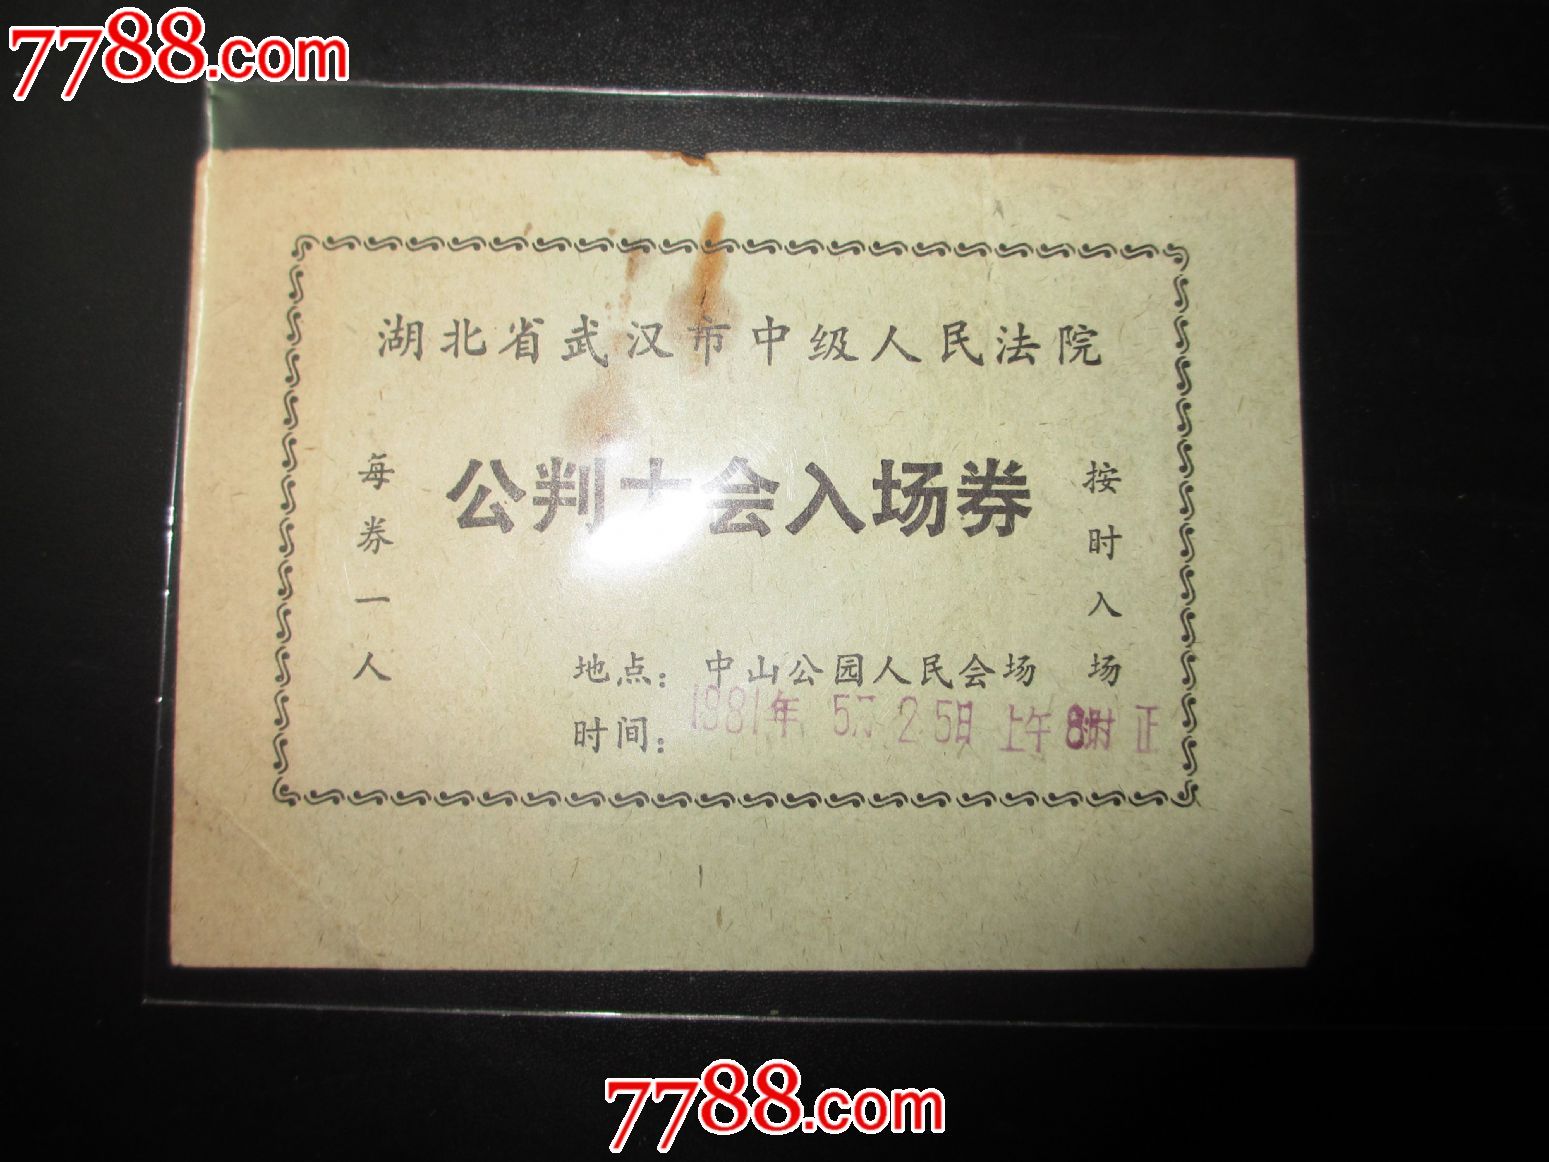 7788.com
湖北省武汉市中级人民法院
公判大会入场券
每券一人
按时入场
地点：中山公园人民会场
时间：1981年 5月 25日 上午 8时 正
7788.com